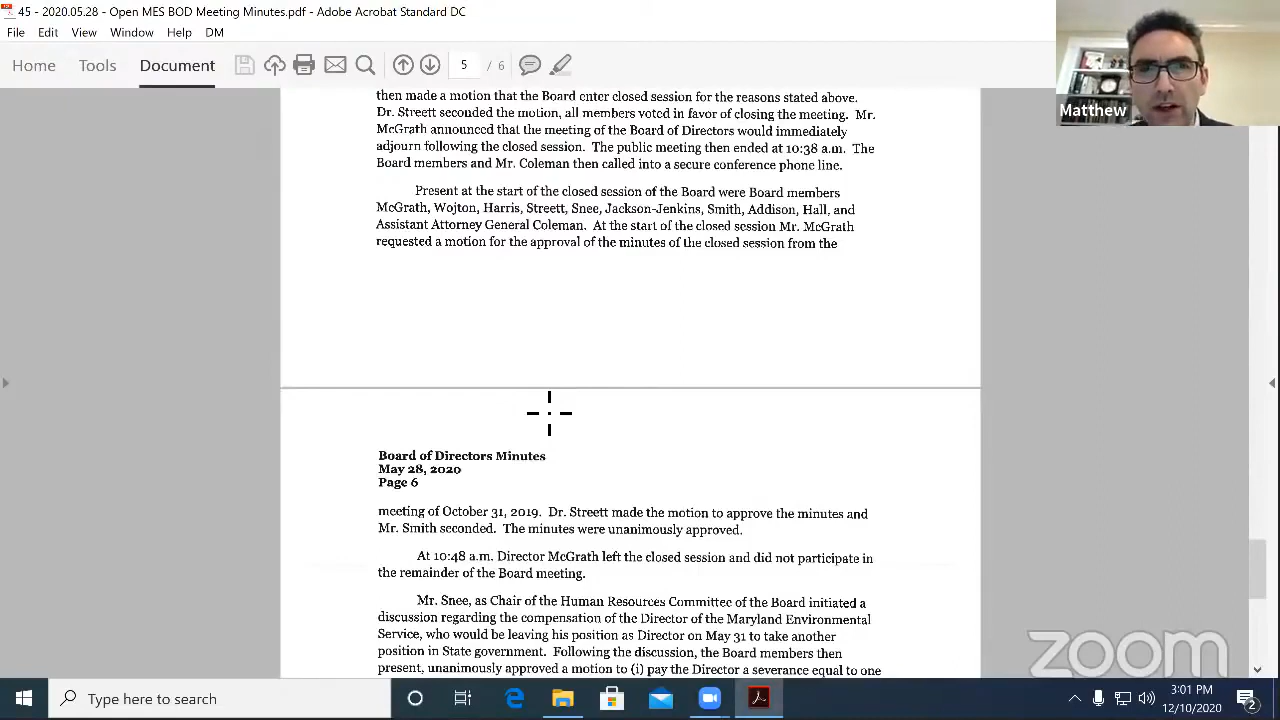 45 - 2020.05.28 - Open MES BOD Meeting Minutes.pdf - Adobe Acrobat Standard DC
File Edit View Window Help DM
Home Tools Document 5 / 6
Matthew
then made a motion that the Board enter closed session for the reasons stated above.
Dr. Streett seconded the motion, all members voted in favor of closing the meeting. Mr.
McGrath announced that the meeting of the Board of Directors would immediately
adjourn following the closed session. The public meeting then ended at 10:38 a.m. The
Board members and Mr. Coleman then called into a secure conference phone line.
Present at the start of the closed session of the Board were Board members
McGrath, Wojton, Harris, Streett, Snee, Jackson-Jenkins, Smith, Addison, Hall, and
Assistant Attorney General Coleman. At the start of the closed session Mr. McGrath
requested a motion for the approval of the minutes of the closed session from the
Board of Directors Minutes
May 28, 2020
Page 6
meeting of October 31, 2019. Dr. Streett made the motion to approve the minutes and
Mr. Smith seconded. The minutes were unanimously approved.
At 10:48 a.m. Director McGrath left the closed session and did not participate in
the remainder of the Board meeting.
Mr. Snee, as Chair of the Human Resources Committee of the Board initiated a
discussion regarding the compensation of the Director of the Maryland Environmental
Service, who would be leaving his position as Director on May 31 to take another
position in State government. Following the discussion, the Board members then
present, unanimously approved a motion to (i) pay the Director a severance equal to one
zoom
Type here to search
3:01 PM
12/10/2020
2